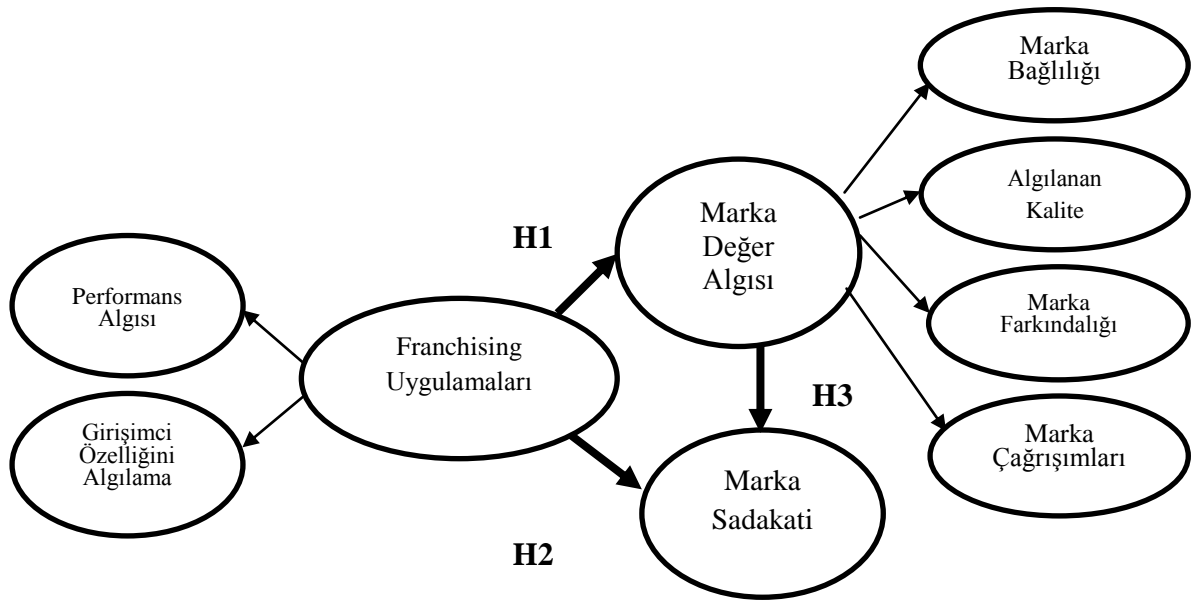 Marka
Bağlılığı
Algılanan
Kalite
Marka
Değer
Algısı
H1
Performans
Algısı
Marka
Farkındalığı
Franchising
Uygulamaları
H3
Girişimci
Özelliğini
Algılama
Marka
Çağrışımları
Marka
Sadakati
H2